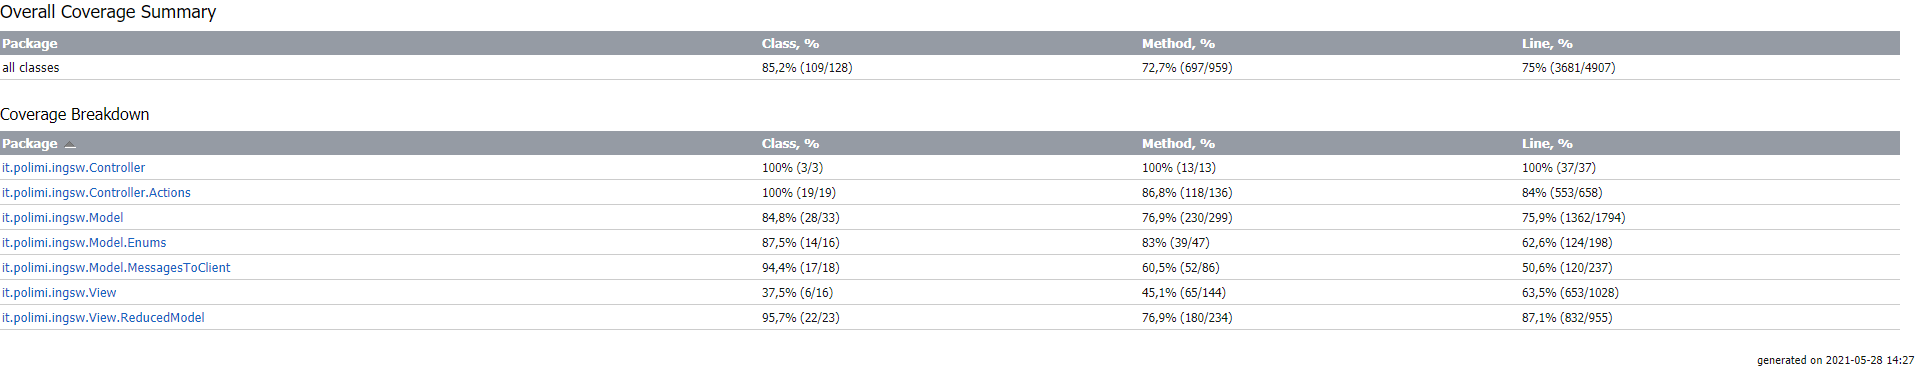 Overall Coverage Summary
Package Class, % Method, % Line, %
all classes 85,2% (109/128) 72,7% (697/959) 75% (3681/4907)
Coverage Breakdown
Package Class, % Method, % Line, %
it.polimi.ingsw.Controller 100% (3/3) 100% (13/13) 100% (37/37)
it.polimi.ingsw.Controller.Actions 100% (19/19) 86,8% (118/136) 84% (553/658)
it.polimi.ingsw.Model 84,8% (28/33) 76,9% (230/299) 75,9% (1362/1794)
it.polimi.ingsw.Model.Enums 87,5% (14/16) 83% (39/47) 62,6% (124/198)
it.polimi.ingsw.Model.MessagesToClient 94,4% (17/18) 60,5% (52/86) 50,6% (120/237)
it.polimi.ingsw.View 37,5% (6/16) 45,1% (65/144) 63,5% (653/1028)
it.polimi.ingsw.View.ReducedModel 95,7% (22/23) 76,9% (180/234) 87,1% (832/955)
generated on 2021-05-28 14:27